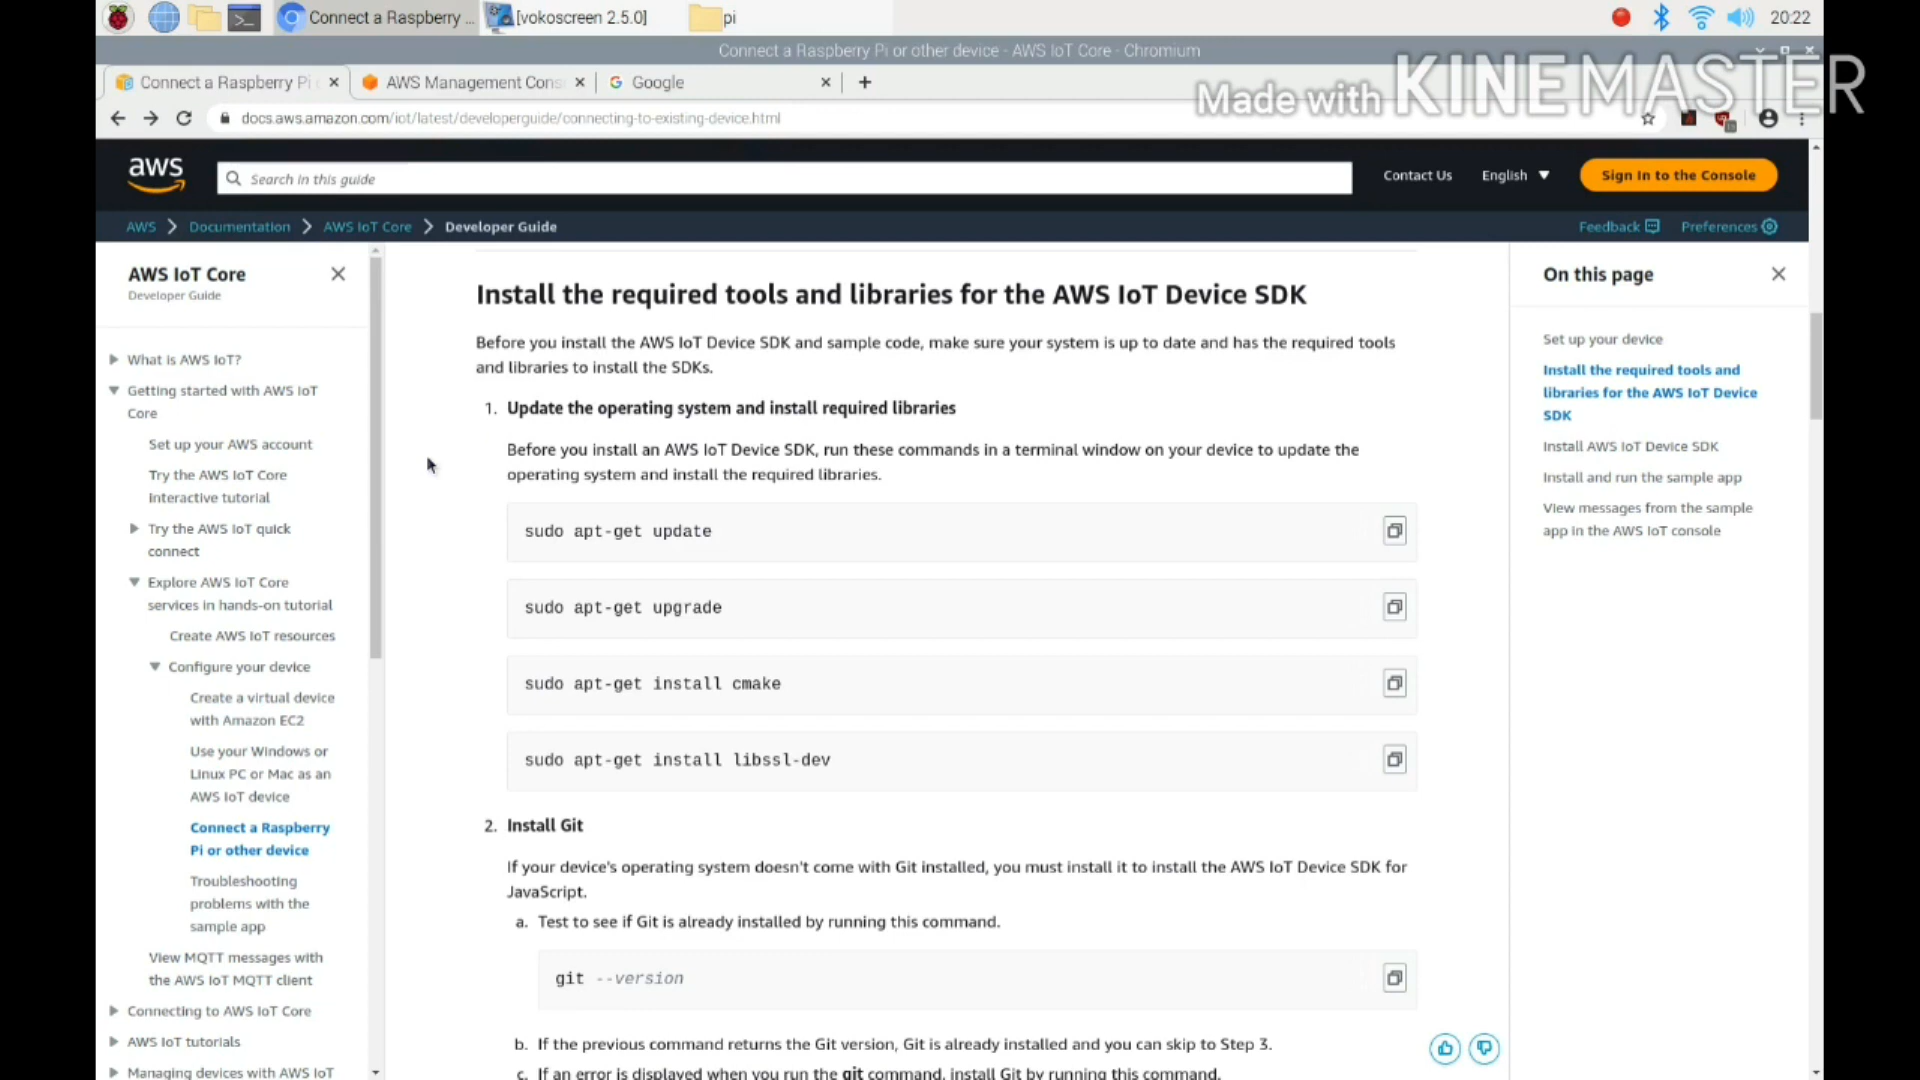 Connect a Raspberry ...
[vokoscreen 2.5.0]
pi
20:22
Connect a Raspberry Pi or other device - AWS IoT Core - Chromium
Connect a Raspberry Pi
AWS Management Cons
Google
Made with KINEMASTER
docs.aws.amazon.com/iot/latest/developerguide/connecting-to-existing-device.html
aws
Search in this guide
Contact Us
English
Sign In to the Console
AWS > Documentation > AWS IoT Core > Developer Guide
Feedback
Preferences
AWS IoT Core
Developer Guide
What is AWS IoT?
Getting started with AWS IoT
Core
Set up your AWS account
Try the AWS IoT Core
interactive tutorial
Try the AWS IoT quick
connect
Explore AWS IoT Core
services in hands-on tutorial
Create AWS IoT resources
Configure your device
Create a virtual device
with Amazon EC2
Use your Windows or
Linux PC or Mac as an
AWS IoT device
Connect a Raspberry
Pi or other device
Troubleshooting
problems with the
sample app
View MQTT messages with
the AWS IoT MQTT client
Connecting to AWS IoT Core
AWS IoT tutorials
Managing devices with AWS IoT
Install the required tools and libraries for the AWS IoT Device SDK
Before you install the AWS IoT Device SDK and sample code, make sure your system is up to date and has the required tools
and libraries to install the SDKs.
1. Update the operating system and install required libraries
Before you install an AWS IoT Device SDK, run these commands in a terminal window on your device to update the
operating system and install the required libraries.
sudo apt-get update
sudo apt-get upgrade
sudo apt-get install cmake
sudo apt-get install libssl-dev
2. Install Git
If your device's operating system doesn't come with Git installed, you must install it to install the AWS IoT Device SDK for
JavaScript.
a. Test to see if Git is already installed by running this command.
git --version
b. If the previous command returns the Git version, Git is already installed and you can skip to Step 3.
c. If an error is displayed when you run the git command, install Git by running this command.
On this page
Set up your device
Install the required tools and
libraries for the AWS IoT Device
SDK
Install AWS IoT Device SDK
Install and run the sample app
View messages from the sample
app in the AWS IoT console